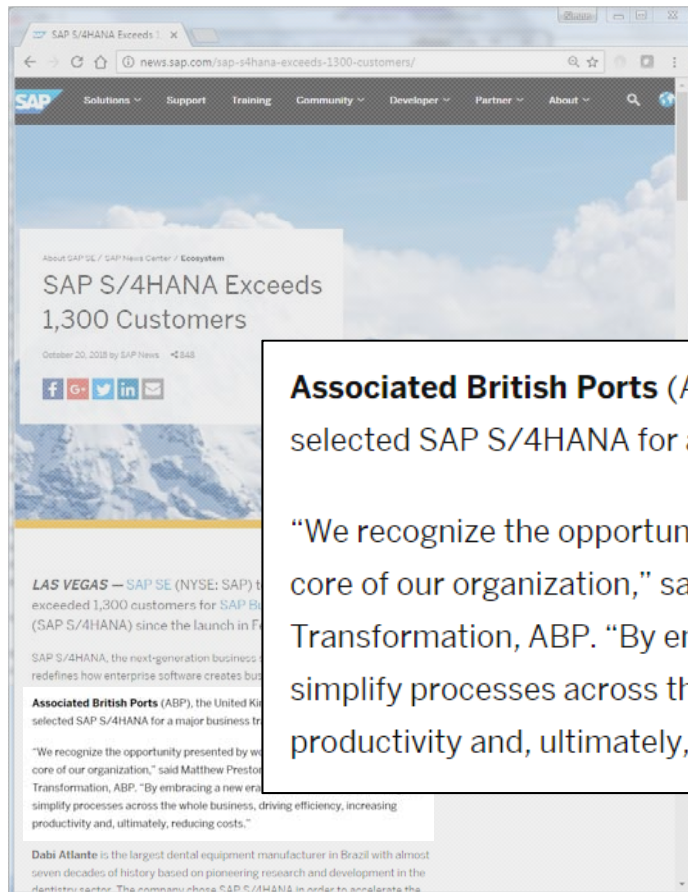 SAP S/4HANA Exceeds 1,
news.sap.com/sap-s4hana-exceeds-1300-customers/
SAP Solutions Support Training Community Developer Partner About
About SAP SE / SAP News Center / Ecosystem
SAP S/4HANA Exceeds
1,300 Customers
October 20, 2015 by SAP News 848
f G+ in
LAS VEGAS — SAP SE (NYSE: SAP) t
exceeded 1,300 customers for SAP Bu
(SAP S/4HANA) since the launch in Fe
SAP S/4HANA, the next-generation business s
redefines how enterprise software creates bus
Associated British Ports (ABP), the United Kin
selected SAP S/4HANA for a major business tr
“We recognize the opportunity presented by wo
core of our organization,” said Matthew Preston
Transformation, ABP. “By embracing a new era
simplify processes across the whole business, driving efficiency, increasing
productivity and, ultimately, reducing costs.”
Dabi Atlante is the largest dental equipment manufacturer in Brazil with almost
seven decades of history based on pioneering research and development in the
dentistry sector. The company chose SAP S/4HANA in order to accelerate the
Associated British Ports (A
selected SAP S/4HANA for a
“We recognize the opportun
core of our organization,” sa
Transformation, ABP. “By em
simplify processes across th
productivity and, ultimately,